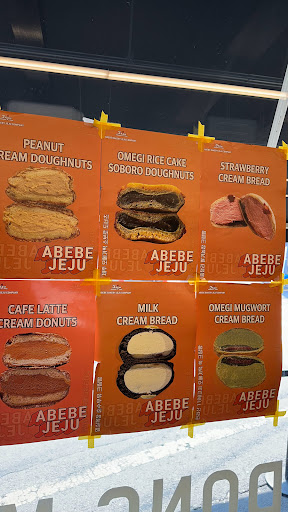 PEANUT
CREAM DOUGHNUTS
ABEBE
JEJU
OMEGI RICE CAKE
SOBORO DOUGHNUTS
ABEBE
JEJU
STRAWBERRY
CREAM BREAD
ABEBE
JEJU
CAFE LATTE
CREAM DONUTS
ABEBE
JEJU
MILK
CREAM BREAD
ABEBE
JEJU
OMEGI MUGWORT
CREAM BREAD
ABEBE
JEJU